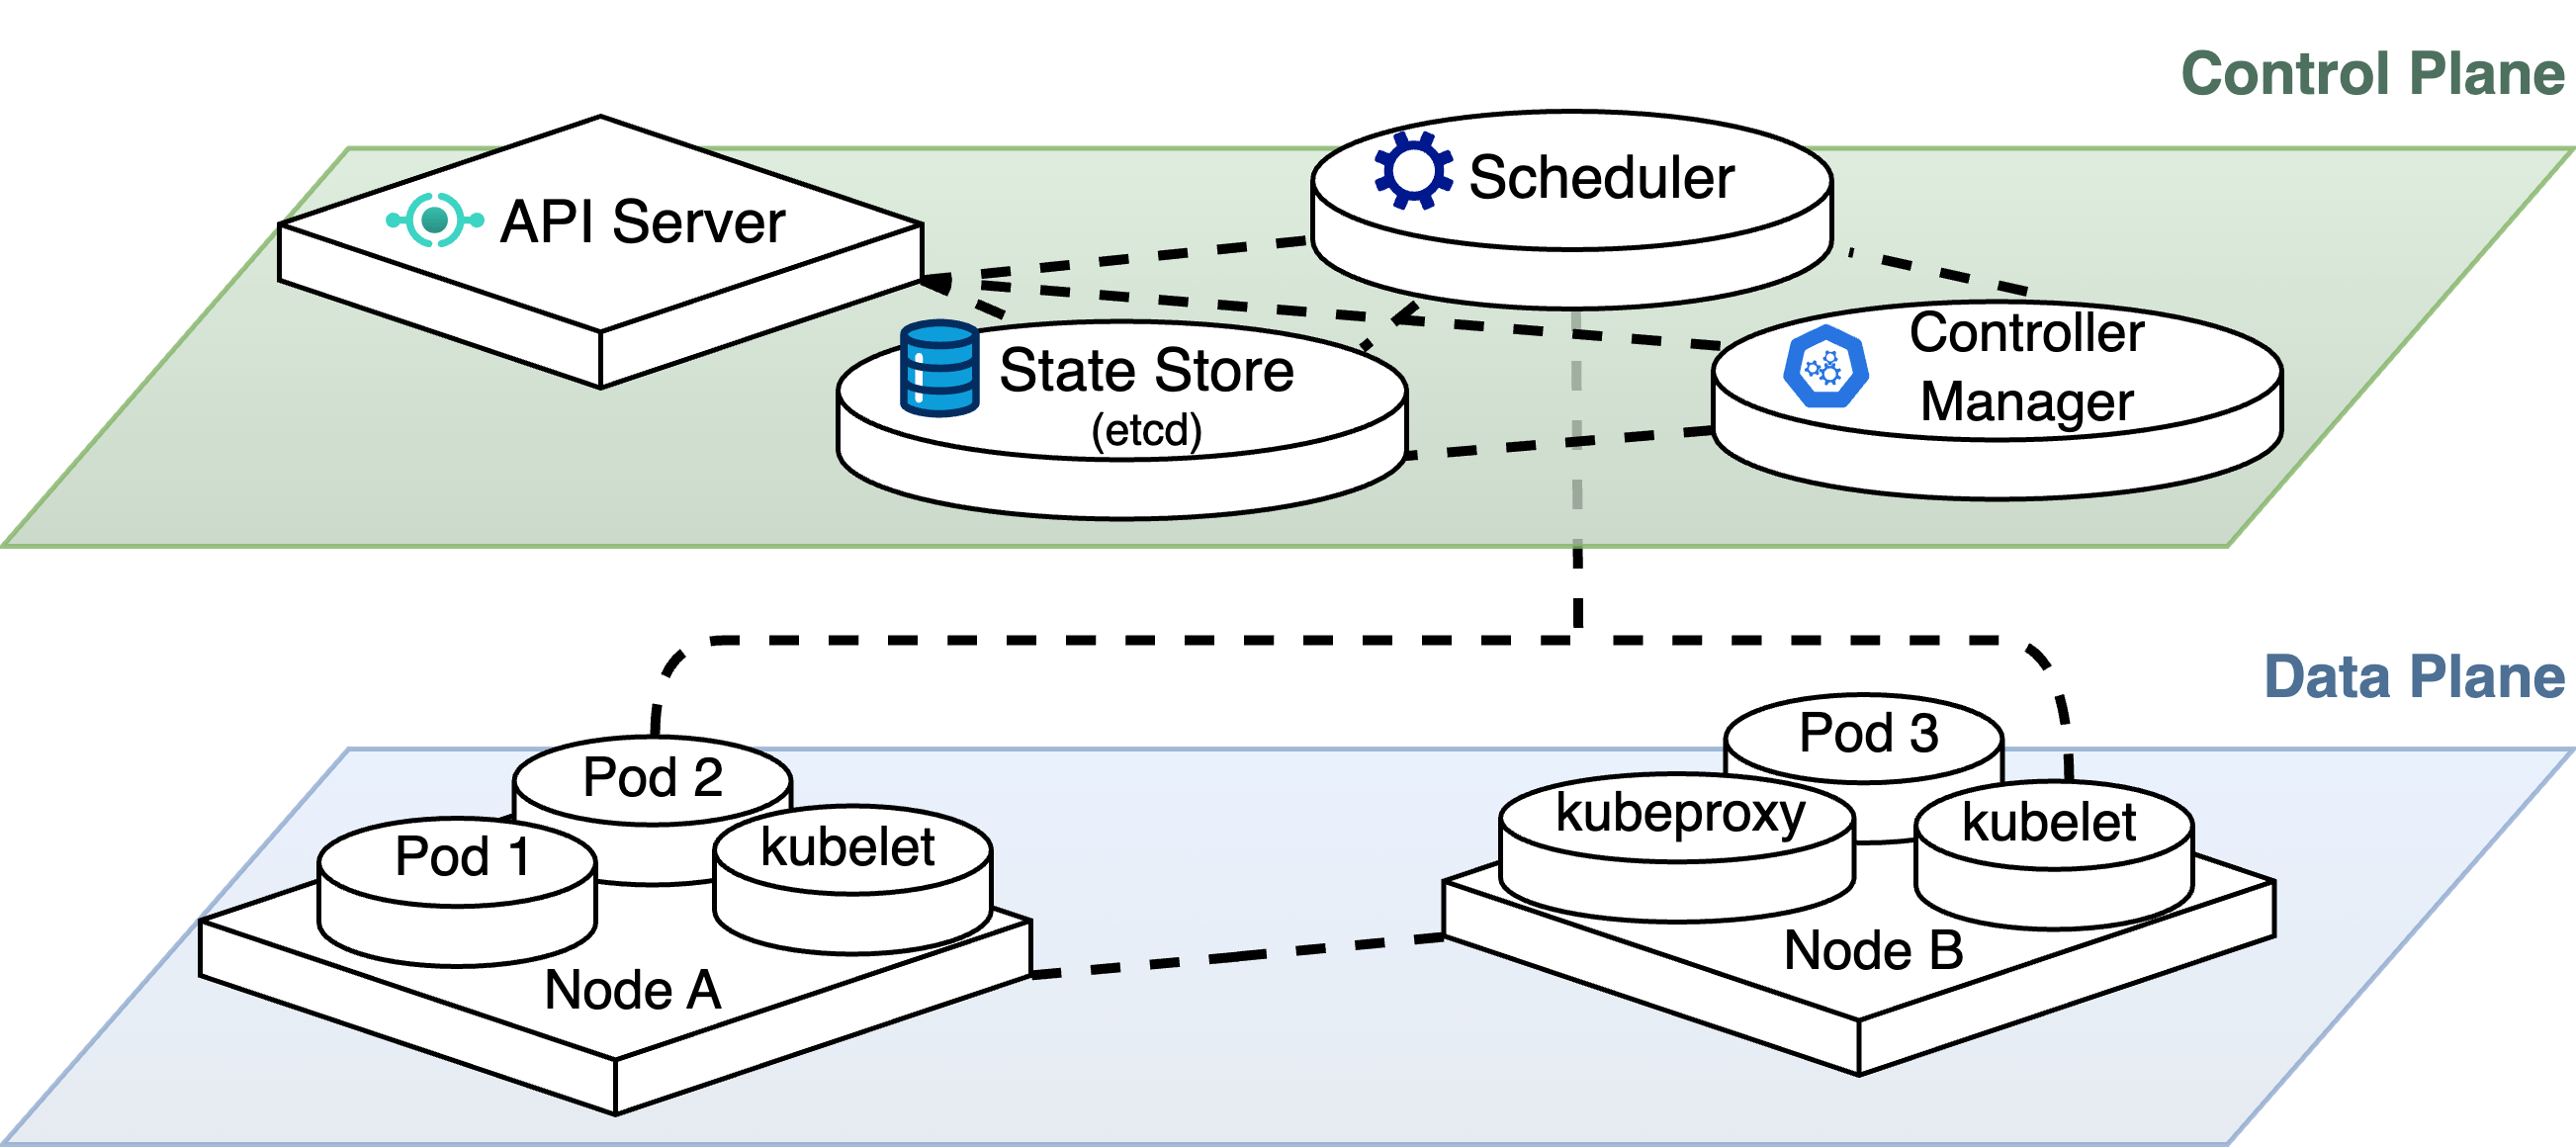 Control Plane
API Server
Scheduler
State Store
(etcd)
Controller
Manager
Data Plane
Pod 2
Pod 1
kubelet
Node A
Pod 3
kubeproxy
kubelet
Node B